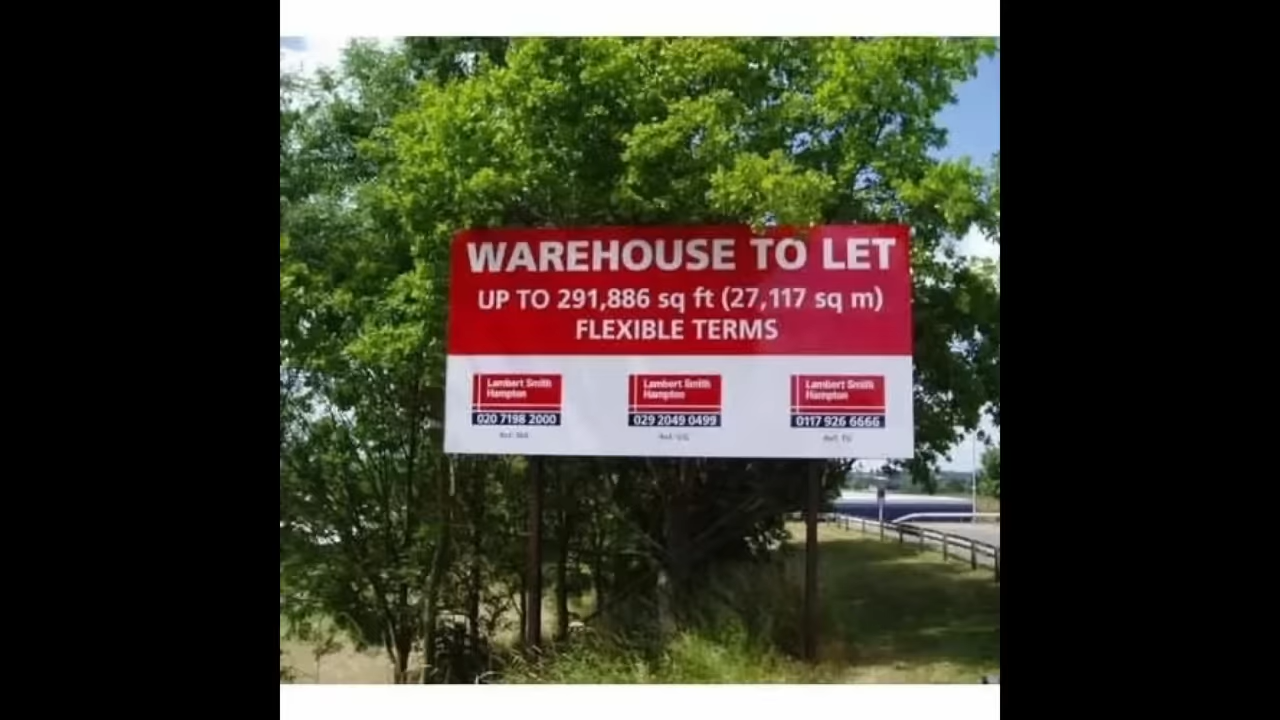 WAREHOUSE TO LET
UP TO 291,886 sq ft (27,117 sq m)
FLEXIBLE TERMS
Lambert Smith
Hampton
020 7198 2000
Lambert Smith
Hampton
029 2049 0499
Lambert Smith
Hampton
0117 926 6666